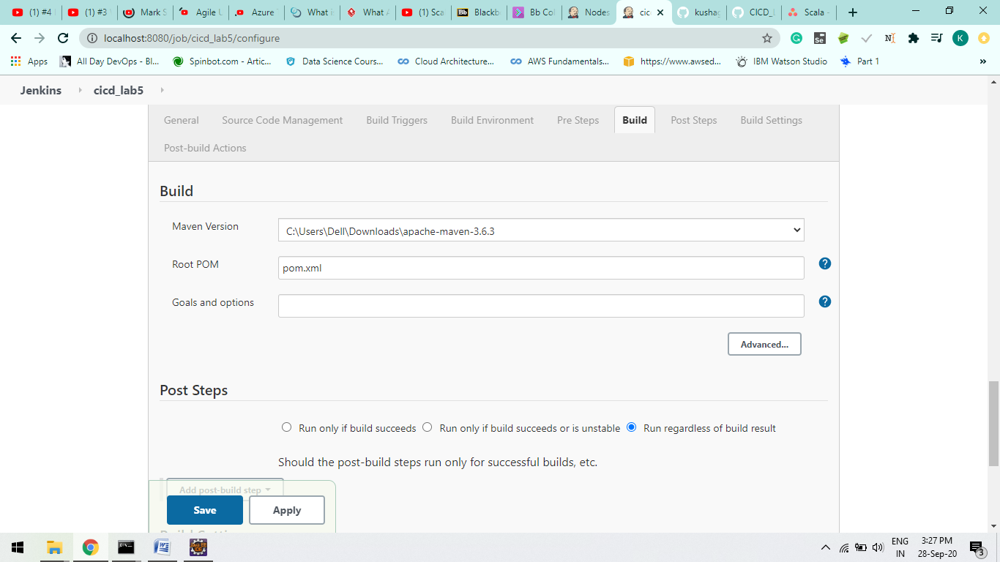 (1) #4 (1) #3 Mark S Agile U Azure What i What A (1) Sca Blackb Bb Col Nodes cic kushag CICD_L Scala -
localhost:8080/job/cicd_lab5/configure
Apps All Day DevOps - Bl... Spinbot.com - Artic... Data Science Cours... Cloud Architecture... AWS Fundamentals... https://www.awsed... IBM Watson Studio Part 1 »
Jenkins cicd_lab5
General Source Code Management Build Triggers Build Environment Pre Steps Build Post Steps Build Settings
Post-build Actions
Build
Maven Version C:\Users\Dell\Downloads\apache-maven-3.6.3
Root POM pom.xml
Goals and options
Advanced...
Post Steps
Run only if build succeeds Run only if build succeeds or is unstable Run regardless of build result
Should the post-build steps run only for successful builds, etc.
Add post-build step
Save Apply
ENG 3:27 PM
IN 28-Sep-20 3